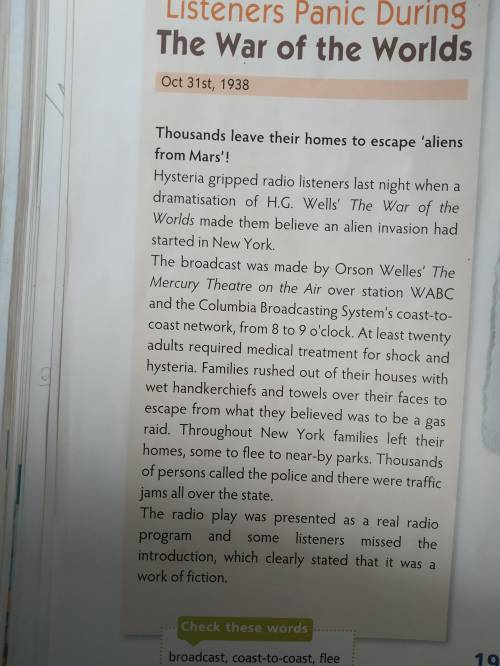 Listeners Panic During
The War of the Worlds
Oct 31st, 1938
Thousands leave their homes to escape ‘aliens
from Mars’!
Hysteria gripped radio listeners last night when a
dramatisation of H.G. Wells’ The War of the
Worlds made them believe an alien invasion had
started in New York.
The broadcast was made by Orson Welles’ The
Mercury Theatre on the Air over station WABC
and the Columbia Broadcasting System’s coast-to-
coast network, from 8 to 9 o'clock. At least twenty
adults required medical treatment for shock and
hysteria. Families rushed out of their houses with
wet handkerchiefs and towels over their faces to
escape from what they believed was to be a gas
raid. Throughout New York families left their
homes, some to flee to near-by parks. Thousands
of persons called the police and there were traffic
jams all over the state.
The radio play was presented as a real radio
program and some listeners missed the
introduction, which clearly stated that it was a
work of fiction.
Check these words
broadcast, coast-to-coast, flee